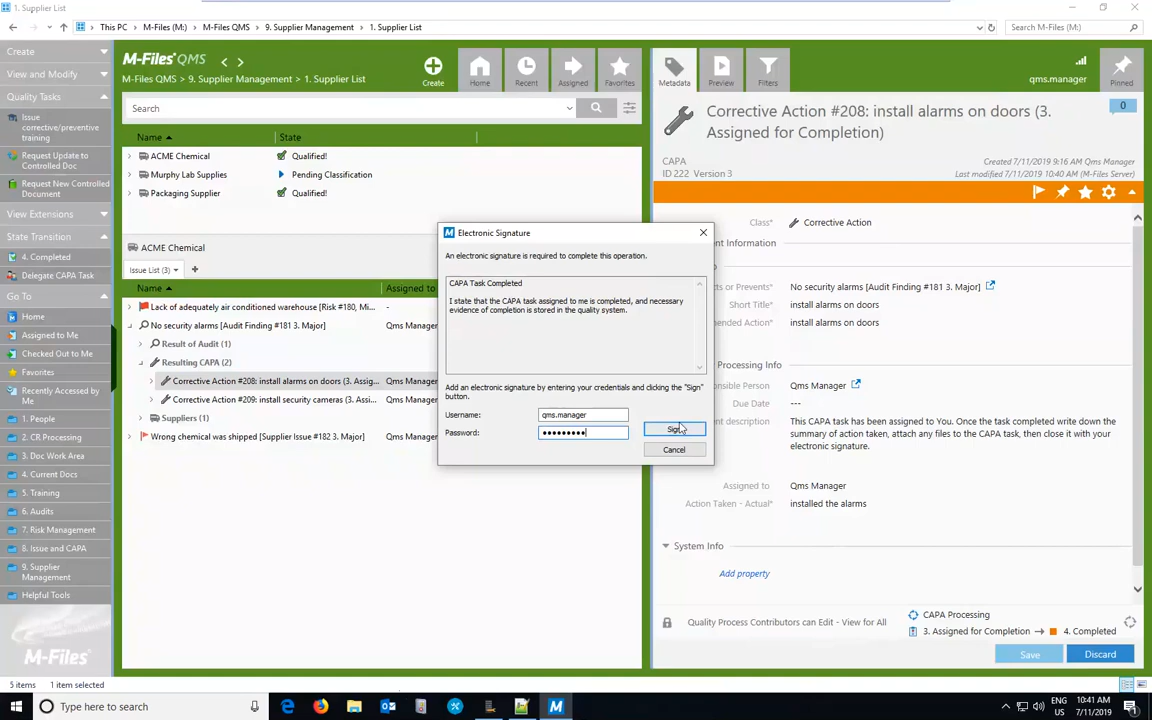 1. Supplier List
This PC > M-Files (M:) > M-Files QMS > 9. Supplier Management > 1. Supplier List
Search M-Files (M:)
Create
View and Modify
Quality Tasks
Issue
corrective/preventive
training
Request Update to
Controlled Doc
Request New Controlled
Document
View Extensions
State Transition
4. Completed
Delegate CAPA Task
Go To
Home
Assigned to Me
Checked Out to Me
Favorites
Recently Accessed by
Me
1. People
2. CR Processing
3. Doc Work Area
4. Current Docs
5. Training
6. Audits
7. Risk Management
8. Issue and CAPA
9. Supplier
Management
Helpful Tools
M-Files
M-Files QMS
M-Files QMS > 9. Supplier Management > 1. Supplier List
Create
Home
Recent
Assigned
Favorites
Search
Name
State
ACME Chemical
Qualified!
Murphy Lab Supplies
Pending Classification
Packaging Supplier
Qualified!
ACME Chemical
Issue List (3)
Name
Assigned to
Lack of adequately air conditioned warehouse [Risk #180, Mi...
-
No security alarms [Audit Finding #181 3. Major]
Qms Manager
Result of Audit (1)
Resulting CAPA (2)
Corrective Action #208: install alarms on doors (3. Assig...
Qms Manager
Corrective Action #209: install security cameras (3. Assi...
Qms Manager
Suppliers (1)
Wrong chemical was shipped [Supplier Issue #182 3. Major]
Qms Manager
Electronic Signature
An electronic signature is required to complete this operation.
CAPA Task Completed
I state that the CAPA task assigned to me is completed, and necessary
evidence of completion is stored in the quality system.
Add an electronic signature by entering your credentials and clicking the "Sign"
button.
Username:
qms.manager
Password:
Sign
Cancel
Metadata
Preview
Filters
qms.manager
Pinned
Corrective Action #208: install alarms on doors (3.
Assigned for Completion)
0
CAPA
ID 222 Version 3
Created 7/11/2019 9:16 AM Qms Manager
Last modified 7/11/2019 10:40 AM (M-Files Server)
Class*
Corrective Action
ent Information
cts or Prevents*
No security alarms [Audit Finding #181 3. Major]
Short Title*
install alarms on doors
ended Action*
install alarms on doors
Processing Info
onsible Person
Qms Manager
Due Date
---
ent description
This CAPA task has been assigned to You. Once the task completed write down the
summary of action taken, attach any files to the CAPA task, then close it with your
electronic signature.
Assigned to
Qms Manager
Action Taken - Actual*
installed the alarms
System Info
Add property
Quality Process Contributors can Edit - View for All
CAPA Processing
3. Assigned for Completion → 4. Completed
Save
Discard
5 items
1 item selected
Type here to search
ENG
US
10:41 AM
7/11/2019